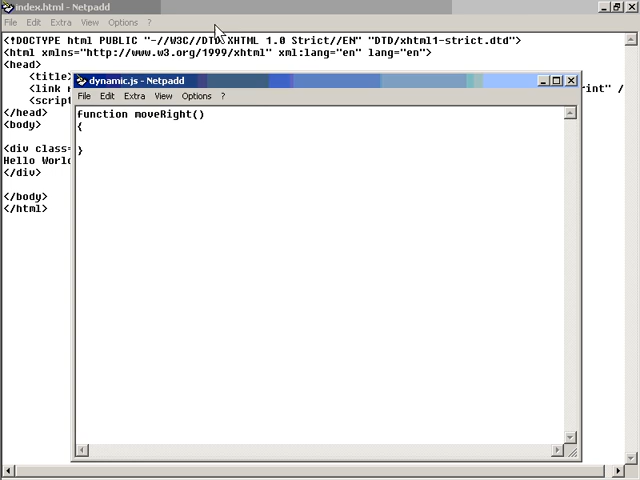 index.html - Netpadd
File Edit Extra View Options ?
<!DOCTYPE html PUBLIC "-//W3C//DTD XHTML 1.0 Strict//EN" "DTD/xhtml1-strict.dtd">
<html xmlns="http://www.w3.org/1999/xhtml" xml:lang="en" lang="en">
<head>
<title>
<link r
rint" /
<script
</head>
<body>
<div class=
Hello World
</div>
</body>
</html>
dynamic.js - Netpadd
File Edit Extra View Options ?
function moveRight()
{
}